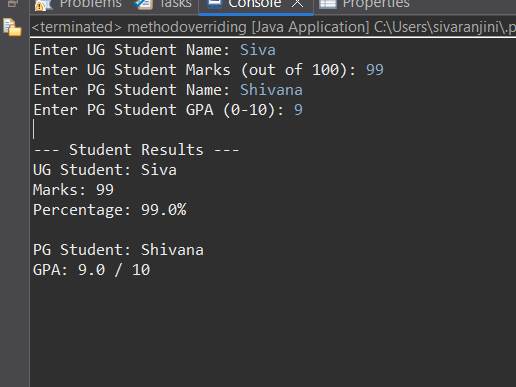 Problems Tasks Console Properties
<terminated> methodoverriding [Java Application] C:\Users\sivaranjini\.p
Enter UG Student Name: Siva
Enter UG Student Marks (out of 100): 99
Enter PG Student Name: Shivana
Enter PG Student GPA (0-10): 9
--- Student Results ---
UG Student: Siva
Marks: 99
Percentage: 99.0%
PG Student: Shivana
GPA: 9.0 / 10